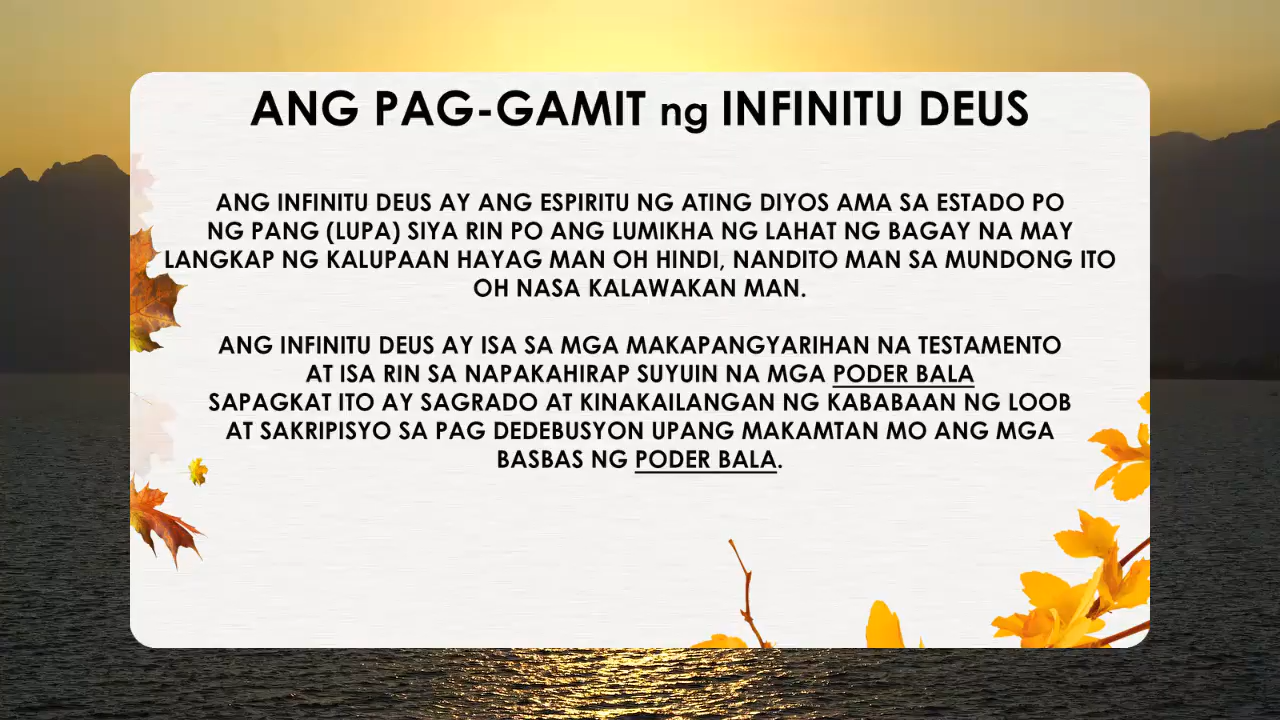 ANG PAG-GAMIT ng INFINITU DEUS
ANG INFINITU DEUS AY ANG ESPIRITU NG ATING DIYOS AMA SA ESTADO PO
NG PANG (LUPA) SIYA RIN PO ANG LUMIKHA NG LAHAT NG BAGAY NA MAY
LANGKAP NG KALUPAAN HAYAG MAN OH HINDI, NANDITO MAN SA MUNDONG ITO
OH NASA KALAWAKAN MAN.
ANG INFINITU DEUS AY ISA SA MGA MAKAPANGYARIHAN NA TESTAMENTO
AT ISA RIN SA NAPAKAHIRAP SUYUIN NA MGA PODER BALA
SAPAGKAT ITO AY SAGRADO AT KINAKAILANGAN NG KABABAAN NG LOOB
AT SAKRIPISYO SA PAG DEDEBUSYON UPANG MAKAMTAN MO ANG MGA
BASBAS NG PODER BALA.